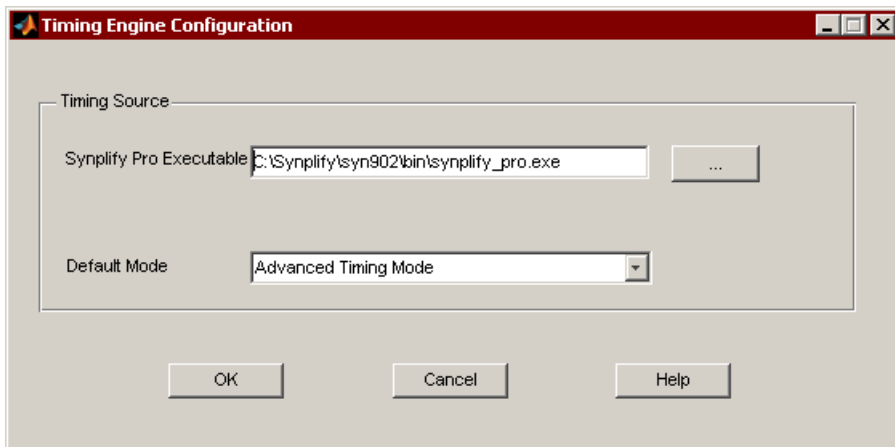 Timing Engine Configuration
Timing Source
Synplify Pro Executable C:\Synplify\syn902\bin\synplify_pro.exe ...
Default Mode Advanced Timing Mode
OK Cancel Help